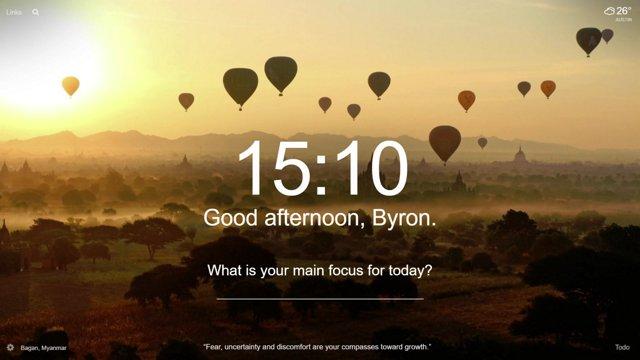 Links
26°
AUSTIN
15:10
Good afternoon, Byron.
What is your main focus for today?
Bagan, Myanmar
“Fear, uncertainty and discomfort are your compasses toward growth.”
Todo